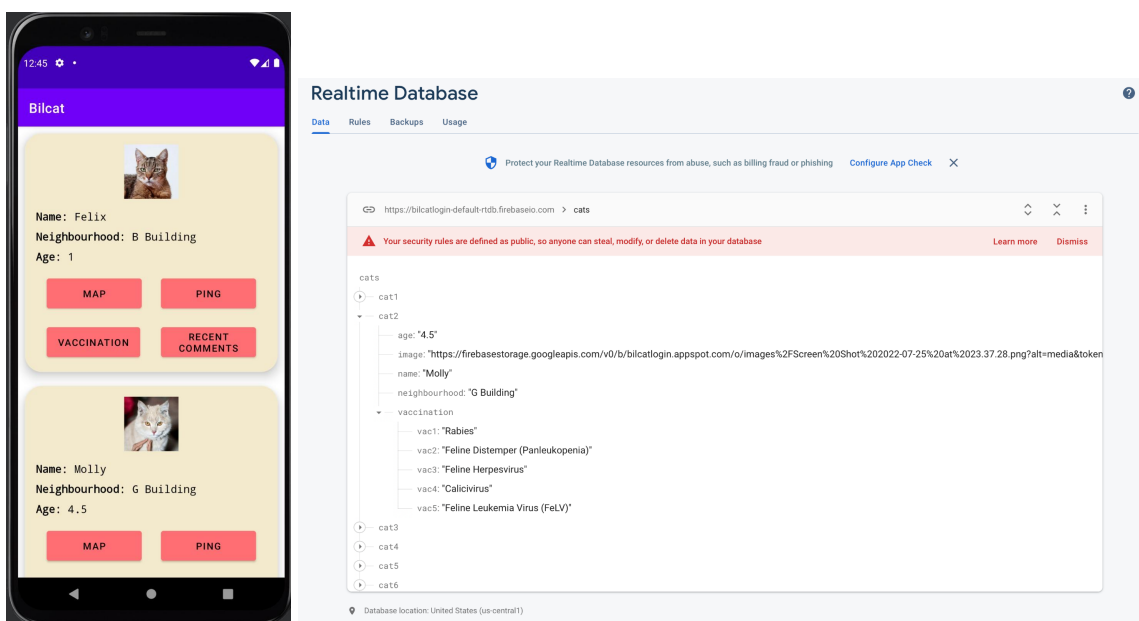 12:45
Bilcat
Name: Felix
Neighbourhood: B Building
Age: 1
MAP
PING
VACCINATION
RECENT
COMMENTS
Name: Molly
Neighbourhood: G Building
Age: 4.5
MAP
PING
Realtime Database
Data Rules Backups Usage
Protect your Realtime Database resources from abuse, such as billing fraud or phishing Configure App Check
https://bilcatlogin-default-rtdb.firebaseio.com > cats
Your security rules are defined as public, so anyone can steal, modify, or delete data in your database Learn more Dismiss
cats
cat1
cat2
age: "4.5"
image: "https://firebasestorage.googleapis.com/v0/b/bilcatlogin.appspot.com/o/images%2FScreen%20Shot%202022-07-25%20at%2023.37.28.png?alt=media&token
name: "Molly"
neighbourhood: "G Building"
vaccination
vac1: "Rabies"
vac2: "Feline Distemper (Panleukopenia)"
vac3: "Feline Herpesvirus"
vac4: "Calicivirus"
vac5: "Feline Leukemia Virus (FeLV)"
cat3
cat4
cat5
cat6
Database location: United States (us-central1)